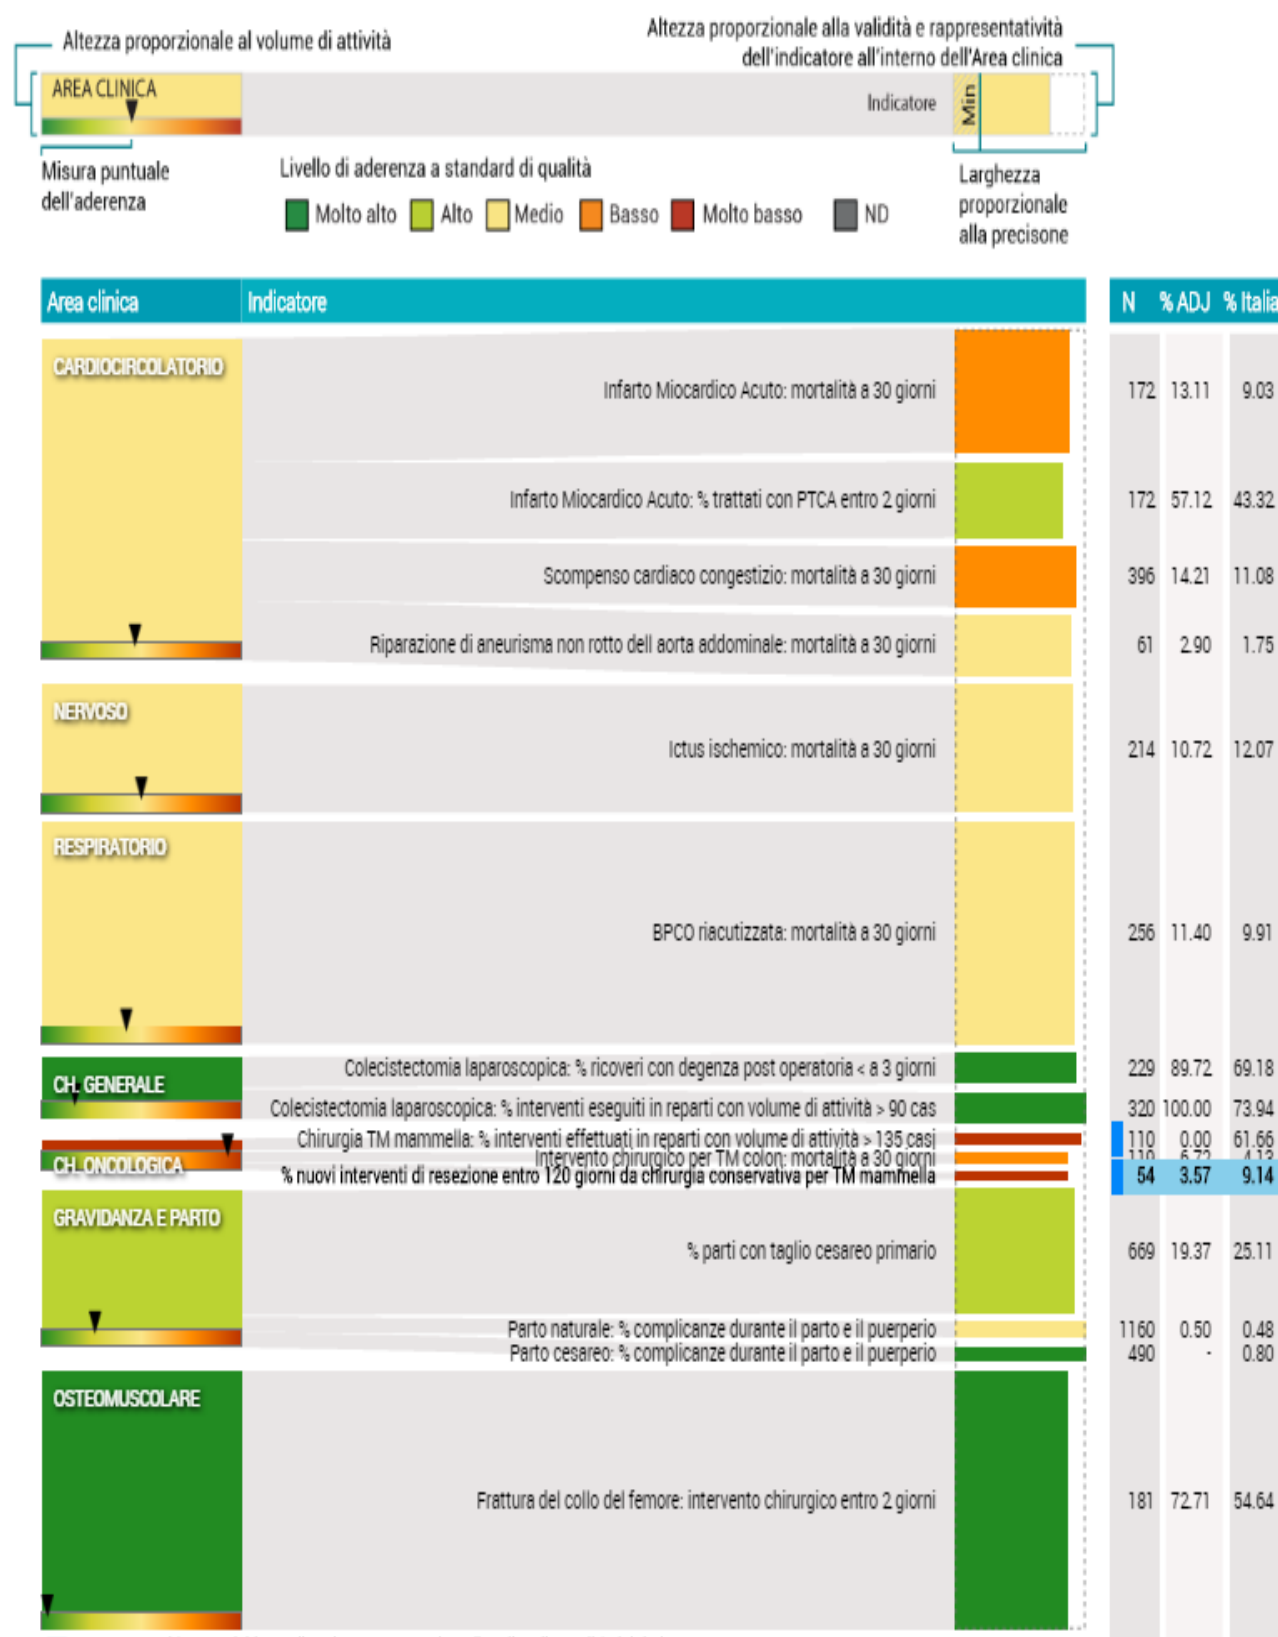 Altezza proporzionale al volume di attività
Altezza proporzionale alla validità e rappresentatività
dell'indicatore all'interno dell'Area clinica
AREA CLINICA
Indicatore
Min
Misura puntuale
dell'aderenza
Livello di aderenza a standard di qualità
Molto alto
Alto
Medio
Basso
Molto basso
ND
Larghezza
proporzionale
alla precisone
Area clinica Indicatore N % ADJ % Italia
CARDIOCIRCOLATORIO
Infarto Miocardico Acuto: mortalità a 30 giorni 172 13.11 9.03
Infarto Miocardico Acuto: % trattati con PTCA entro 2 giorni 172 57.12 43.32
Scompenso cardiaco congestizio: mortalità a 30 giorni 396 14.21 11.08
Riparazione di aneurisma non rotto dell aorta addominale: mortalità a 30 giorni 61 2.90 1.75
NERVOSO
Ictus ischemico: mortalità a 30 giorni 214 10.72 12.07
RESPIRATORIO
BPCO riacutizzata: mortalità a 30 giorni 256 11.40 9.91
CH. GENERALE
Colecistectomia laparoscopica: % ricoveri con degenza post operatoria < a 3 giorni 229 89.72 69.18
Colecistectomia laparoscopica: % interventi eseguiti in reparti con volume di attività > 90 cas 320 100.00 73.94
Chirurgia TM mammella: % interventi effettuati in reparti con volume di attività > 135 casi 110 0.00 61.66
CH. ONCOLOGICA
Intervento chirurgico per TM colon: mortalità a 30 giorni
% nuovi interventi di resezione entro 120 giorni da chirurgia conservativa per TM mammella 54 3.57 9.14
GRAVIDANZA E PARTO
% parti con taglio cesareo primario 669 19.37 25.11
Parto naturale: % complicanze durante il parto e il puerperio 1160 0.50 0.48
Parto cesareo: % complicanze durante il parto e il puerperio 490 - 0.80
OSTEOMUSCOLARE
Frattura del collo del femore: intervento chirurgico entro 2 giorni 181 72.71 54.64